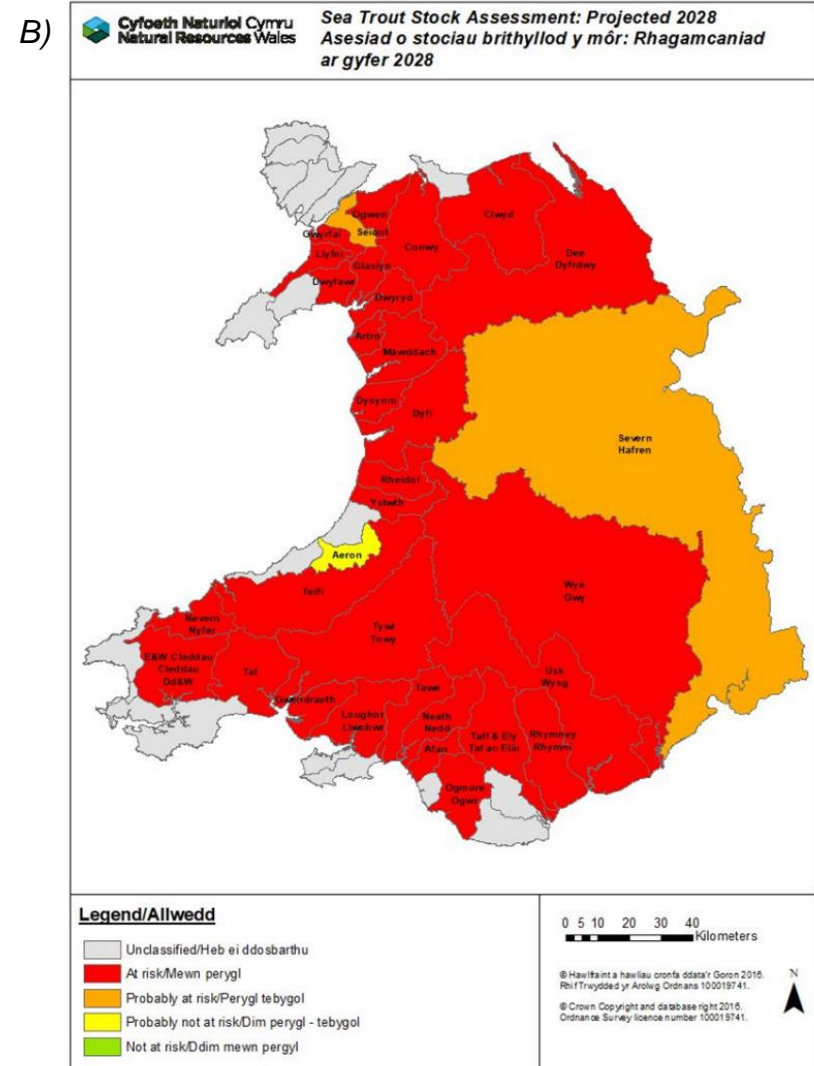 B)
Cyfoeth Naturiol Cymru
Natural Resources Wales
Sea Trout Stock Assessment: Projected 2028
Asesiad o stociau brithyllod y môr: Rhagamcaniad
ar gyfer 2028
Ogwen
Clwyd
Gwyrfai
Seiont
Conwy
Dee
Dyfrdwy
Llyfni
Glaslyn
Dwyfawr
Dwyryd
Artro
Mawddach
Dysynni
Dyfi
Severn
Hafren
Rheidol
Ystwth
Aeron
Wye
Gwy
Teifi
Nevern
Nyfer
Tywi
Towy
E&W Cleddau
Cleddau
Dd&W
Taf
Usk
Wysg
Gwendraeth
Tawe
Loughor
Llwchwr
Neath
Nedd
Afan
Taff & Ely
Taf ac Elái
Rhymney
Rhymni
Ogmore
Ogwr
Legend/Allwedd
Unclassified/Heb ei ddosbarthu
At risk/Mewn perygl
Probably at risk/Perygl tebygol
Probably not at risk/Dim perygl - tebygol
Not at risk/Ddim mewn pergyl
0 5 10 20 30 40
Kilometers
© Hawlfraint a hawliau cronfa ddata'r Goron 2016.
Rhif Trwydded yr Arolwg Ordnans 100019741.
© Crown Copyright and database right 2016.
Ordnance Survey licence number 100019741.
N